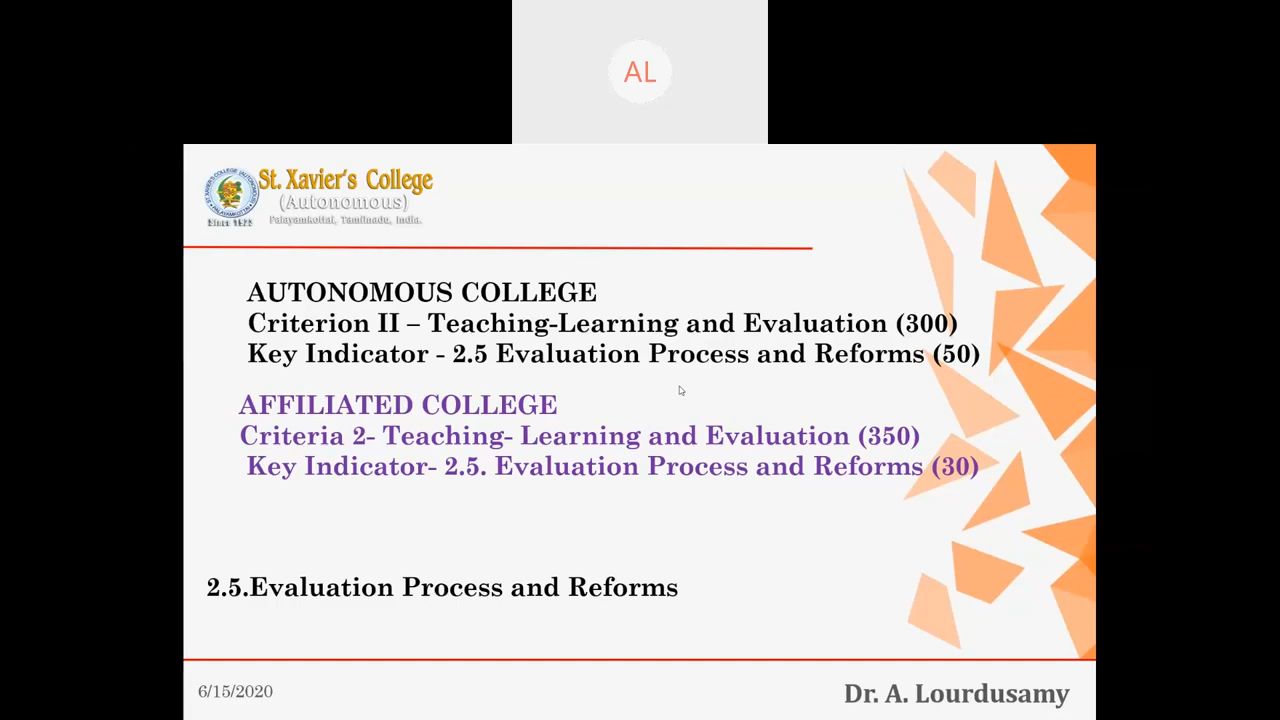 AL
St. Xavier's College
(Autonomous)
Palayamkottai, Tamilnadu, India.
Since 1923
AUTONOMOUS COLLEGE
Criterion II – Teaching-Learning and Evaluation (300)
Key Indicator - 2.5 Evaluation Process and Reforms (50)
AFFILIATED COLLEGE
Criteria 2- Teaching- Learning and Evaluation (350)
Key Indicator- 2.5. Evaluation Process and Reforms (30)
2.5.Evaluation Process and Reforms
6/15/2020
Dr. A. Lourdusamy